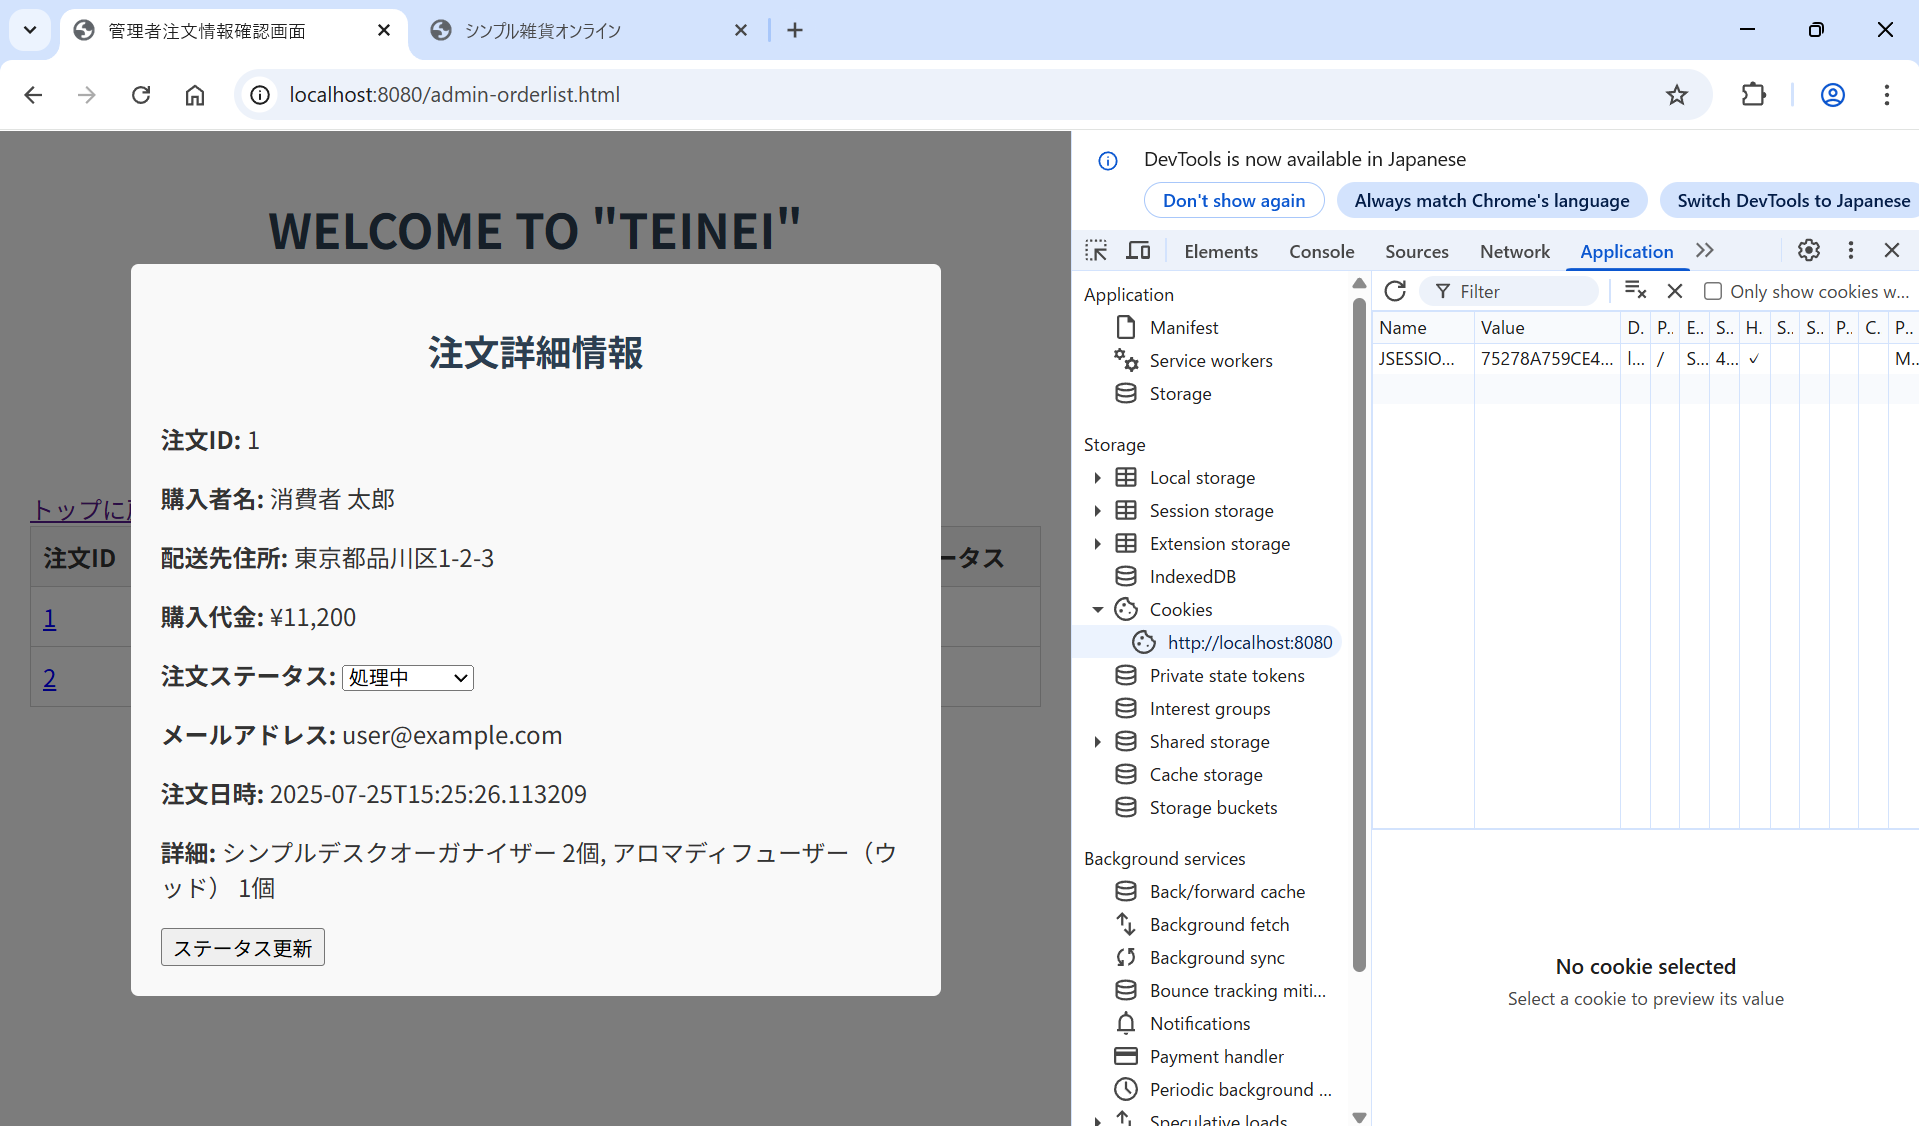 管理者注文情報確認画面
シンプル雑貨オンライン
localhost:8080/admin-orderlist.html
WELCOME TO "TEINEI"
トップに
注文ID
ータス
1
2
注文詳細情報
注文ID: 1
購入者名: 消費者 太郎
配送先住所: 東京都品川区1-2-3
購入代金: ¥11,200
注文ステータス: 処理中
メールアドレス: user@example.com
注文日時: 2025-07-25T15:25:26.113209
詳細: シンプルデスクオーガナイザー 2個, アロマディフューザー（ウ
ッド） 1個
ステータス更新
DevTools is now available in Japanese
Don't show again
Always match Chrome's language
Switch DevTools to Japanese
Elements
Console
Sources
Network
Application
Application
Manifest
Service workers
Storage
Storage
Local storage
Session storage
Extension storage
IndexedDB
Cookies
http://localhost:8080
Private state tokens
Interest groups
Shared storage
Cache storage
Storage buckets
Background services
Back/forward cache
Background fetch
Background sync
Bounce tracking miti...
Notifications
Payment handler
Periodic background ...
Speculative loads
Filter
Only show cookies w...
Name Value D. P.. E.. S.. H. S.. S.. P.. C. P..
JSESSIO... 75278A759CE4... l... / S... 4... ✓ M...
No cookie selected
Select a cookie to preview its value